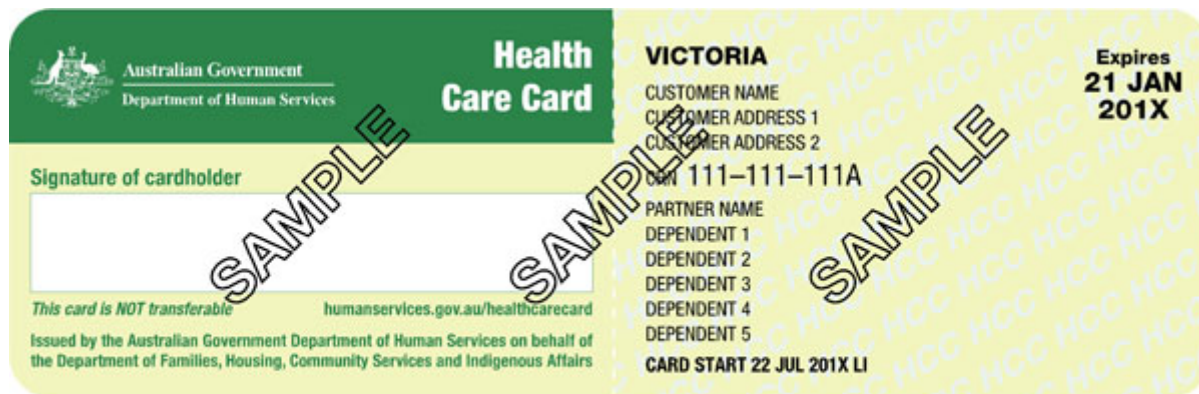 Australian Government
Department of Human Services
Health
Care Card
Signature of cardholder
This card is NOT transferable
humanservices.gov.au/healthcarecard
Issued by the Australian Government Department of Human Services on behalf of
the Department of Families, Housing, Community Services and Indigenous Affairs
SAMPLE
SAMPLE
VICTORIA
CUSTOMER NAME
CUSTOMER ADDRESS 1
CUSTOMER ADDRESS 2
CRN 111–111–111A
PARTNER NAME
DEPENDENT 1
DEPENDENT 2
DEPENDENT 3
DEPENDENT 4
DEPENDENT 5
CARD START 22 JUL 201X LI
Expires
21 JAN
201X
SAMPLE